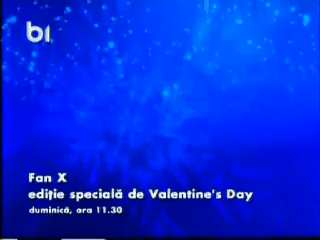 b1
Fan X
ediție specială de Valentine's Day
duminică, ora 11.30